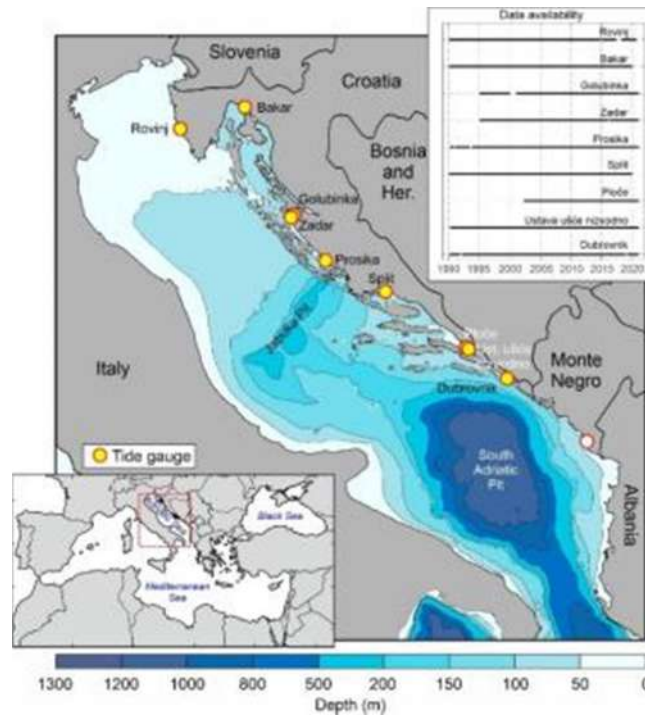 Data availability
Rovinj
Bakar
Golubinka
Zadar
Prosika
Split
Ploče
Ustava ušće nizvodno
Dubrovnik
1990 1995 2000 2005 2010 2015 2020
Slovenia
Croatia
Bakar
Rovinj
Bosnia
and
Her.
Golubinka
Zadar
Prosika
Split
Jabuka Pit
Ploče
ušće
Italy
Monte
Negro
Dubrovnik
Tide gauge
South
Adriatic
Pit
Albania
Black Sea
Mediterranean
Sea
1300 1200 1000 800 500 200 150 100 50 0
Depth (m)